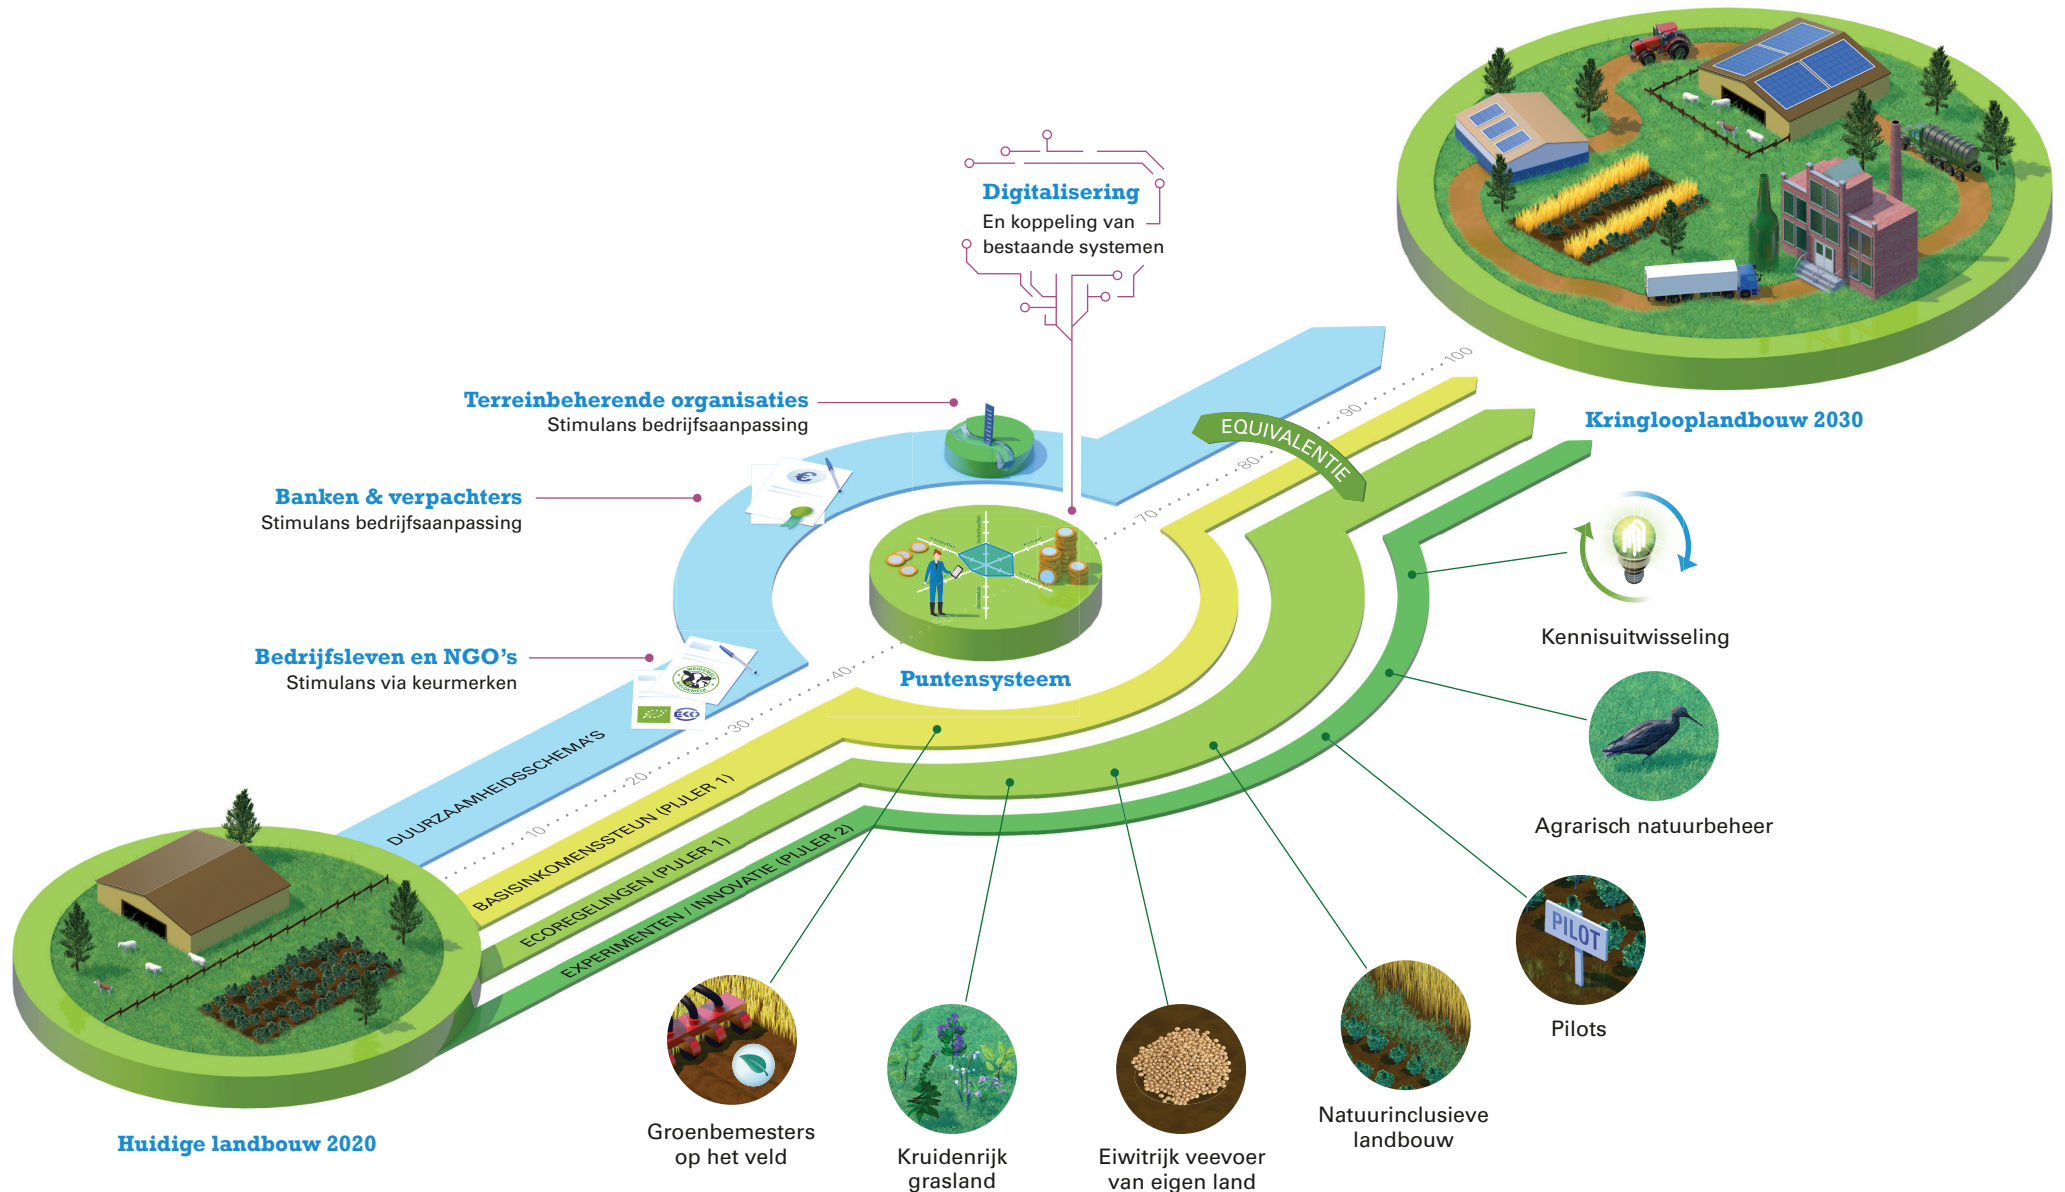 Digitalisering
En koppeling van
bestaande systemen
Terreinbeherende organisaties
Stimulans bedrijfsaanpassing
Banken & verpachters
Stimulans bedrijfsaanpassing
Bedrijfsleven en NGO's
Stimulans via keurmerken
Kringlooplandbouw 2030
EQUIVALENTIE
Puntensysteem
DUURZAAMHEIDSSCHEMA'S
10
20
30
40
70
80
90
100
BASISINKOMENSSTEUN (PIJLER 1)
ECOREGELINGEN (PIJLER 1)
EXPERIMENTEN / INNOVATIE (PIJLER 2)
Huidige landbouw 2020
Kennisuitwisseling
Agrarisch natuurbeheer
PILOT
Pilots
Natuurinclusieve
landbouw
Eiwitrijk veevoer
van eigen land
Kruidenrijk
grasland
Groenbemesters
op het veld